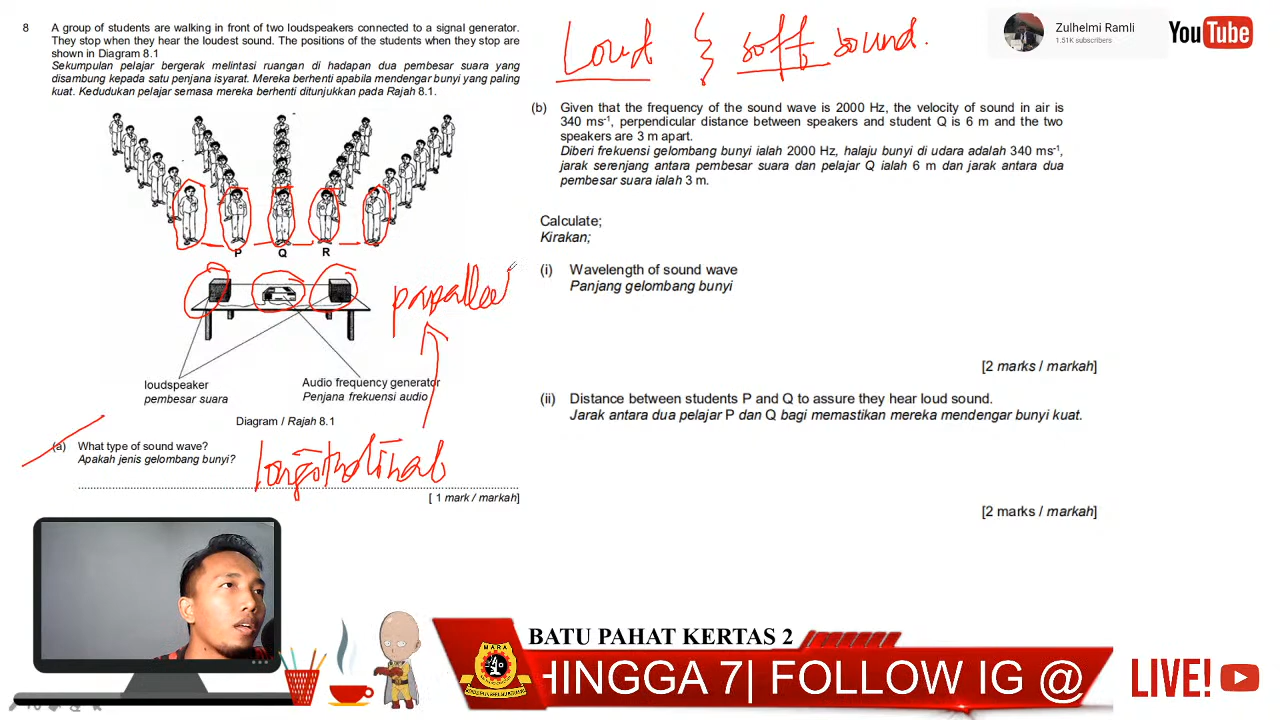 8 A group of students are walking in front of two loudspeakers connected to a signal generator.
They stop when they hear the loudest sound. The positions of the students when they stop are
shown in Diagram 8.1
Sekumpulan pelajar bergerak melintasi ruangan di hadapan dua pembesar suara yang
disambung kepada satu penjana isyarat. Mereka berhenti apabila mendengar bunyi yang paling
kuat. Kedudukan pelajar semasa mereka berhenti ditunjukkan pada Rajah 8.1.
P Q R
parallel
loudspeaker
pembesar suara
Audio frequency generator
Penjana frekuensi audio
Diagram / Rajah 8.1
(a) What type of sound wave?
Apakah jenis gelombang bunyi?
longitudinal
[ 1 mark / markah]
Loud & soft sound.
Zulhelmi Ramli
1.51K subscribers
YouTube
(b) Given that the frequency of the sound wave is 2000 Hz, the velocity of sound in air is
340 ms⁻¹, perpendicular distance between speakers and student Q is 6 m and the two
speakers are 3 m apart.
Diberi frekuensi gelombang bunyi ialah 2000 Hz, halaju bunyi di udara adalah 340 ms⁻¹,
jarak serenjang antara pembesar suara dan pelajar Q ialah 6 m dan jarak antara dua
pembesar suara ialah 3 m.
Calculate;
Kirakan;
(i) Wavelength of sound wave
Panjang gelombang bunyi
[2 marks / markah]
(ii) Distance between students P and Q to assure they hear loud sound.
Jarak antara dua pelajar P dan Q bagi memastikan mereka mendengar bunyi kuat.
[2 marks / markah]
BATU PAHAT KERTAS 2
MARA
HINGGA 7| FOLLOW IG @
LIVE!